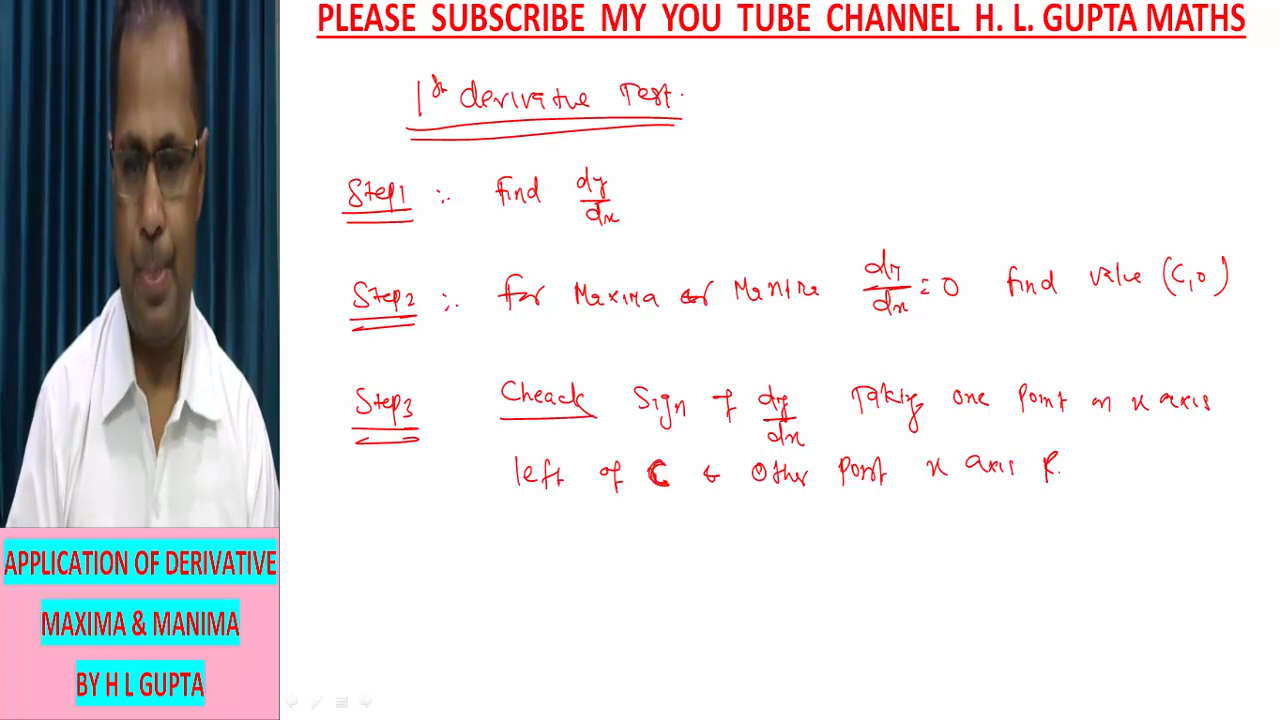 PLEASE SUBSCRIBE MY YOU TUBE CHANNEL H. L. GUPTA MATHS
1st derivative Test.
Step1 :. find dy/dx
Step2 :. for Maxima or Manima dy/dx = 0 find value (C,0)
Step3 Cheack Sign of dy/dx Taking one point on x axis
left of C & Other point x axis R.
APPLICATION OF DERIVATIVE
MAXIMA & MANIMA
BY H L GUPTA